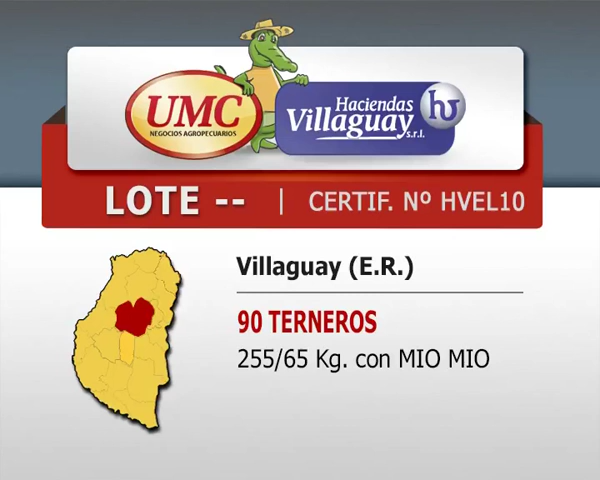 UMC
NEGOCIOS AGROPECUARIOS
Haciendas
Villaguay
s.r.l.
hv
LOTE -- | CERTIF. Nº HVEL10
Villaguay (E.R.)
90 TERNEROS
255/65 Kg. con MIO MIO